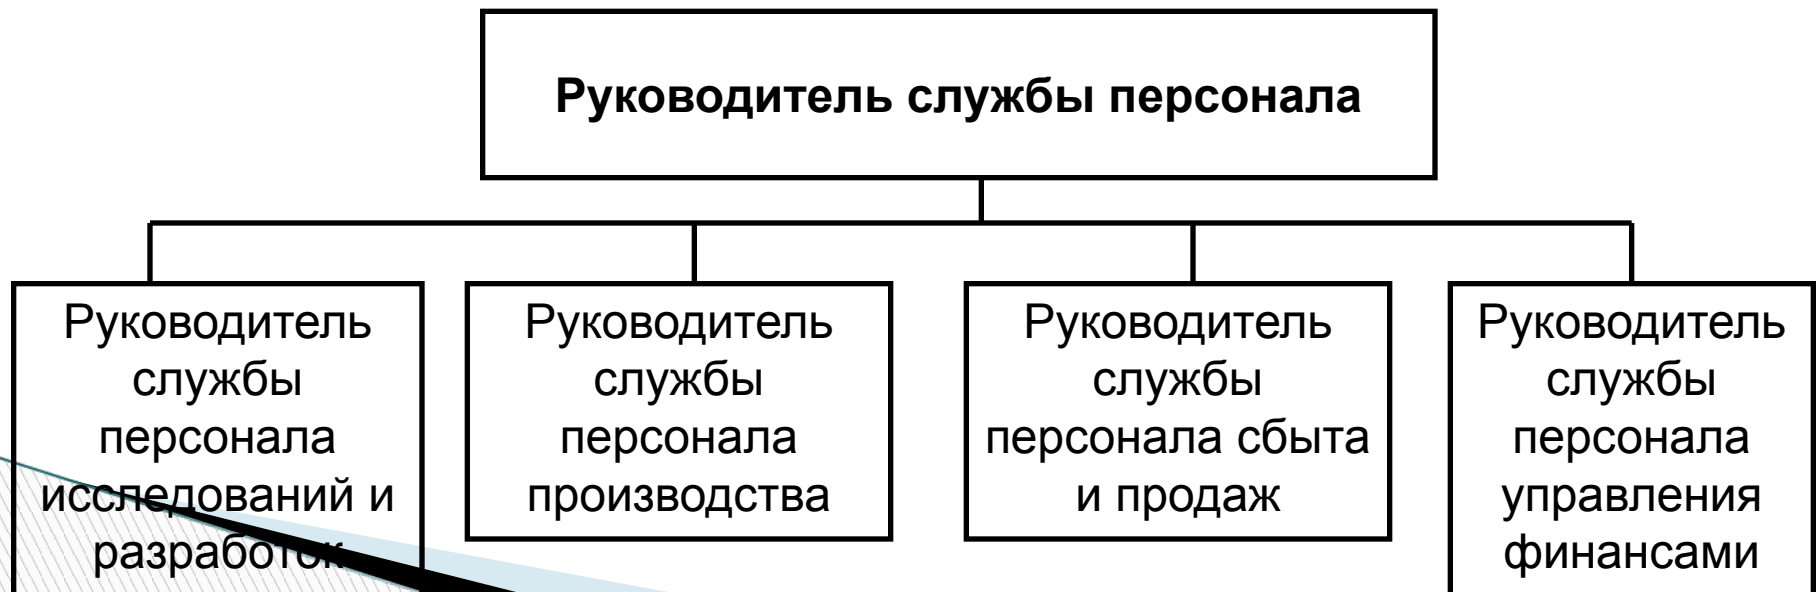 Руководитель службы персонала
Руководитель
службы
персонала
исследований и
разработок
Руководитель
службы
персонала
производства
Руководитель
службы
персонала сбыта
и продаж
Руководитель
службы
персонала
управления
финансами